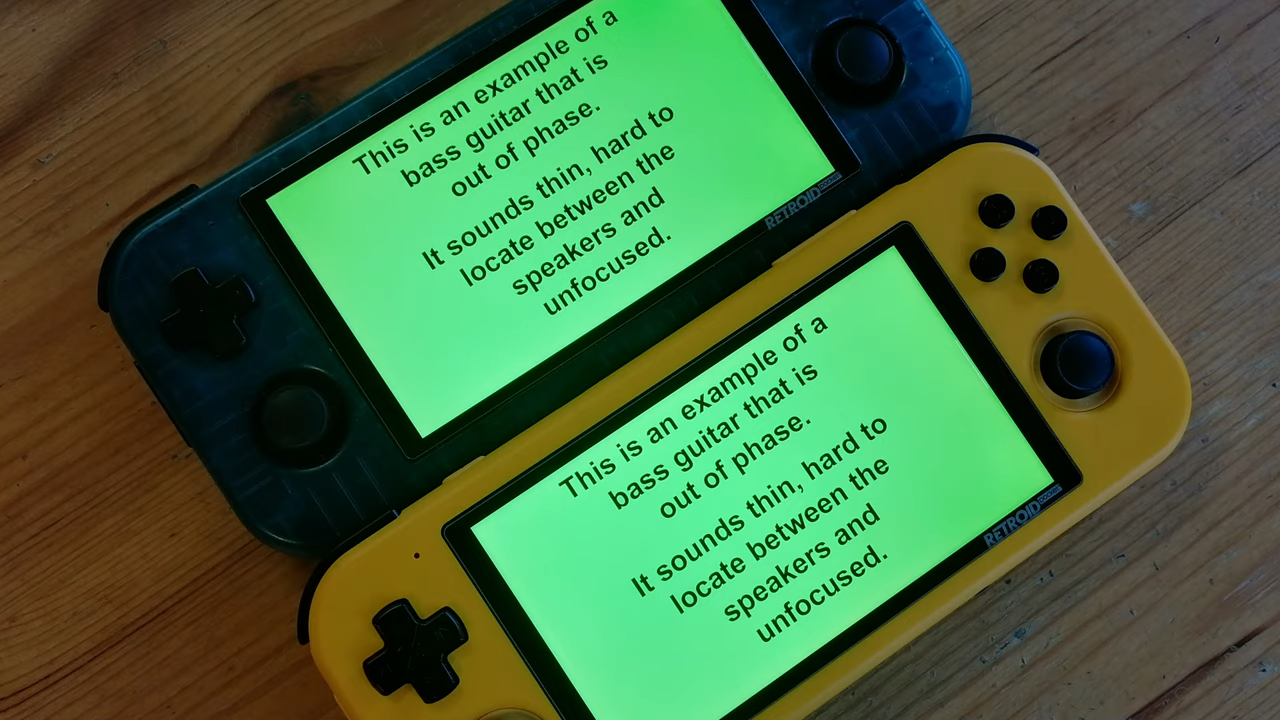 This is an example of a
bass guitar that is
out of phase.
It sounds thin, hard to
locate between the
speakers and
unfocused.
RETROID POCKET
This is an example of a
bass guitar that is
out of phase.
It sounds thin, hard to
locate between the
speakers and
unfocused.
RETROID POCKET